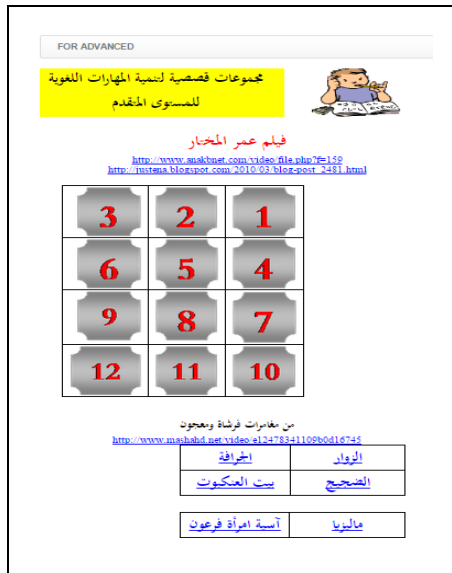 FOR ADVANCED
مجموعات قصصية لتنمية المهارات اللغوية
للمستوى المتقدم
فيلم عمر المختار
http://www.anakbnet.com/video/file.php?f=159
http://justena.blogspot.com/2010/03/blog-post_2481.html
1 2 3
4 5 6
7 8 9
10 11 12
من مغامرات فرشاة ومعجون
http://www.mashahd.net/video/e12478341109b0d16745
الزوار الجرافة
الضجيج بيت العنكبوت
ماليزيا آسية امرأة فرعون